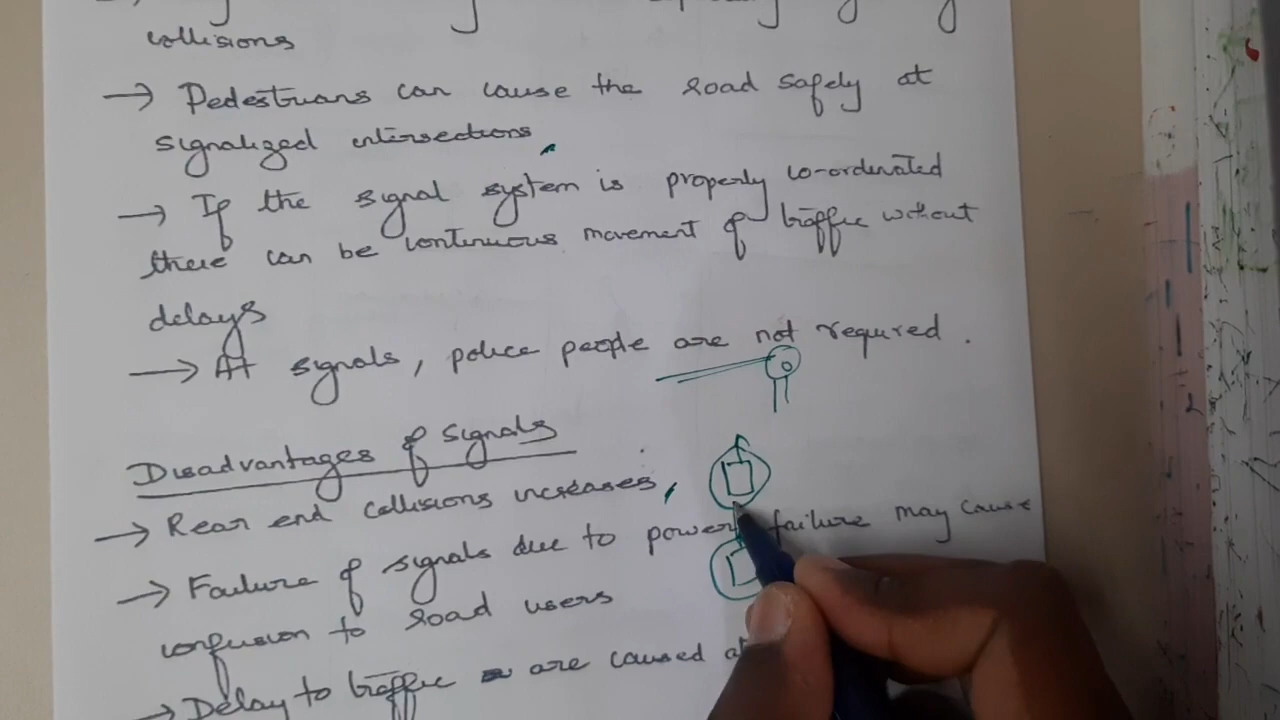 collisions
→ Pedestrians can cause the road safely at
signalized intersections
→ If the signal system is properly co-ordinated
there can be continuous movement of traffic without
delays
→ At signals, police people are not required.
Disadvantages of signals
→ Rear end collisions increases,
→ Failure of signals due to power failure may cause
confusion to road users
→ Delay to traffic are caused at